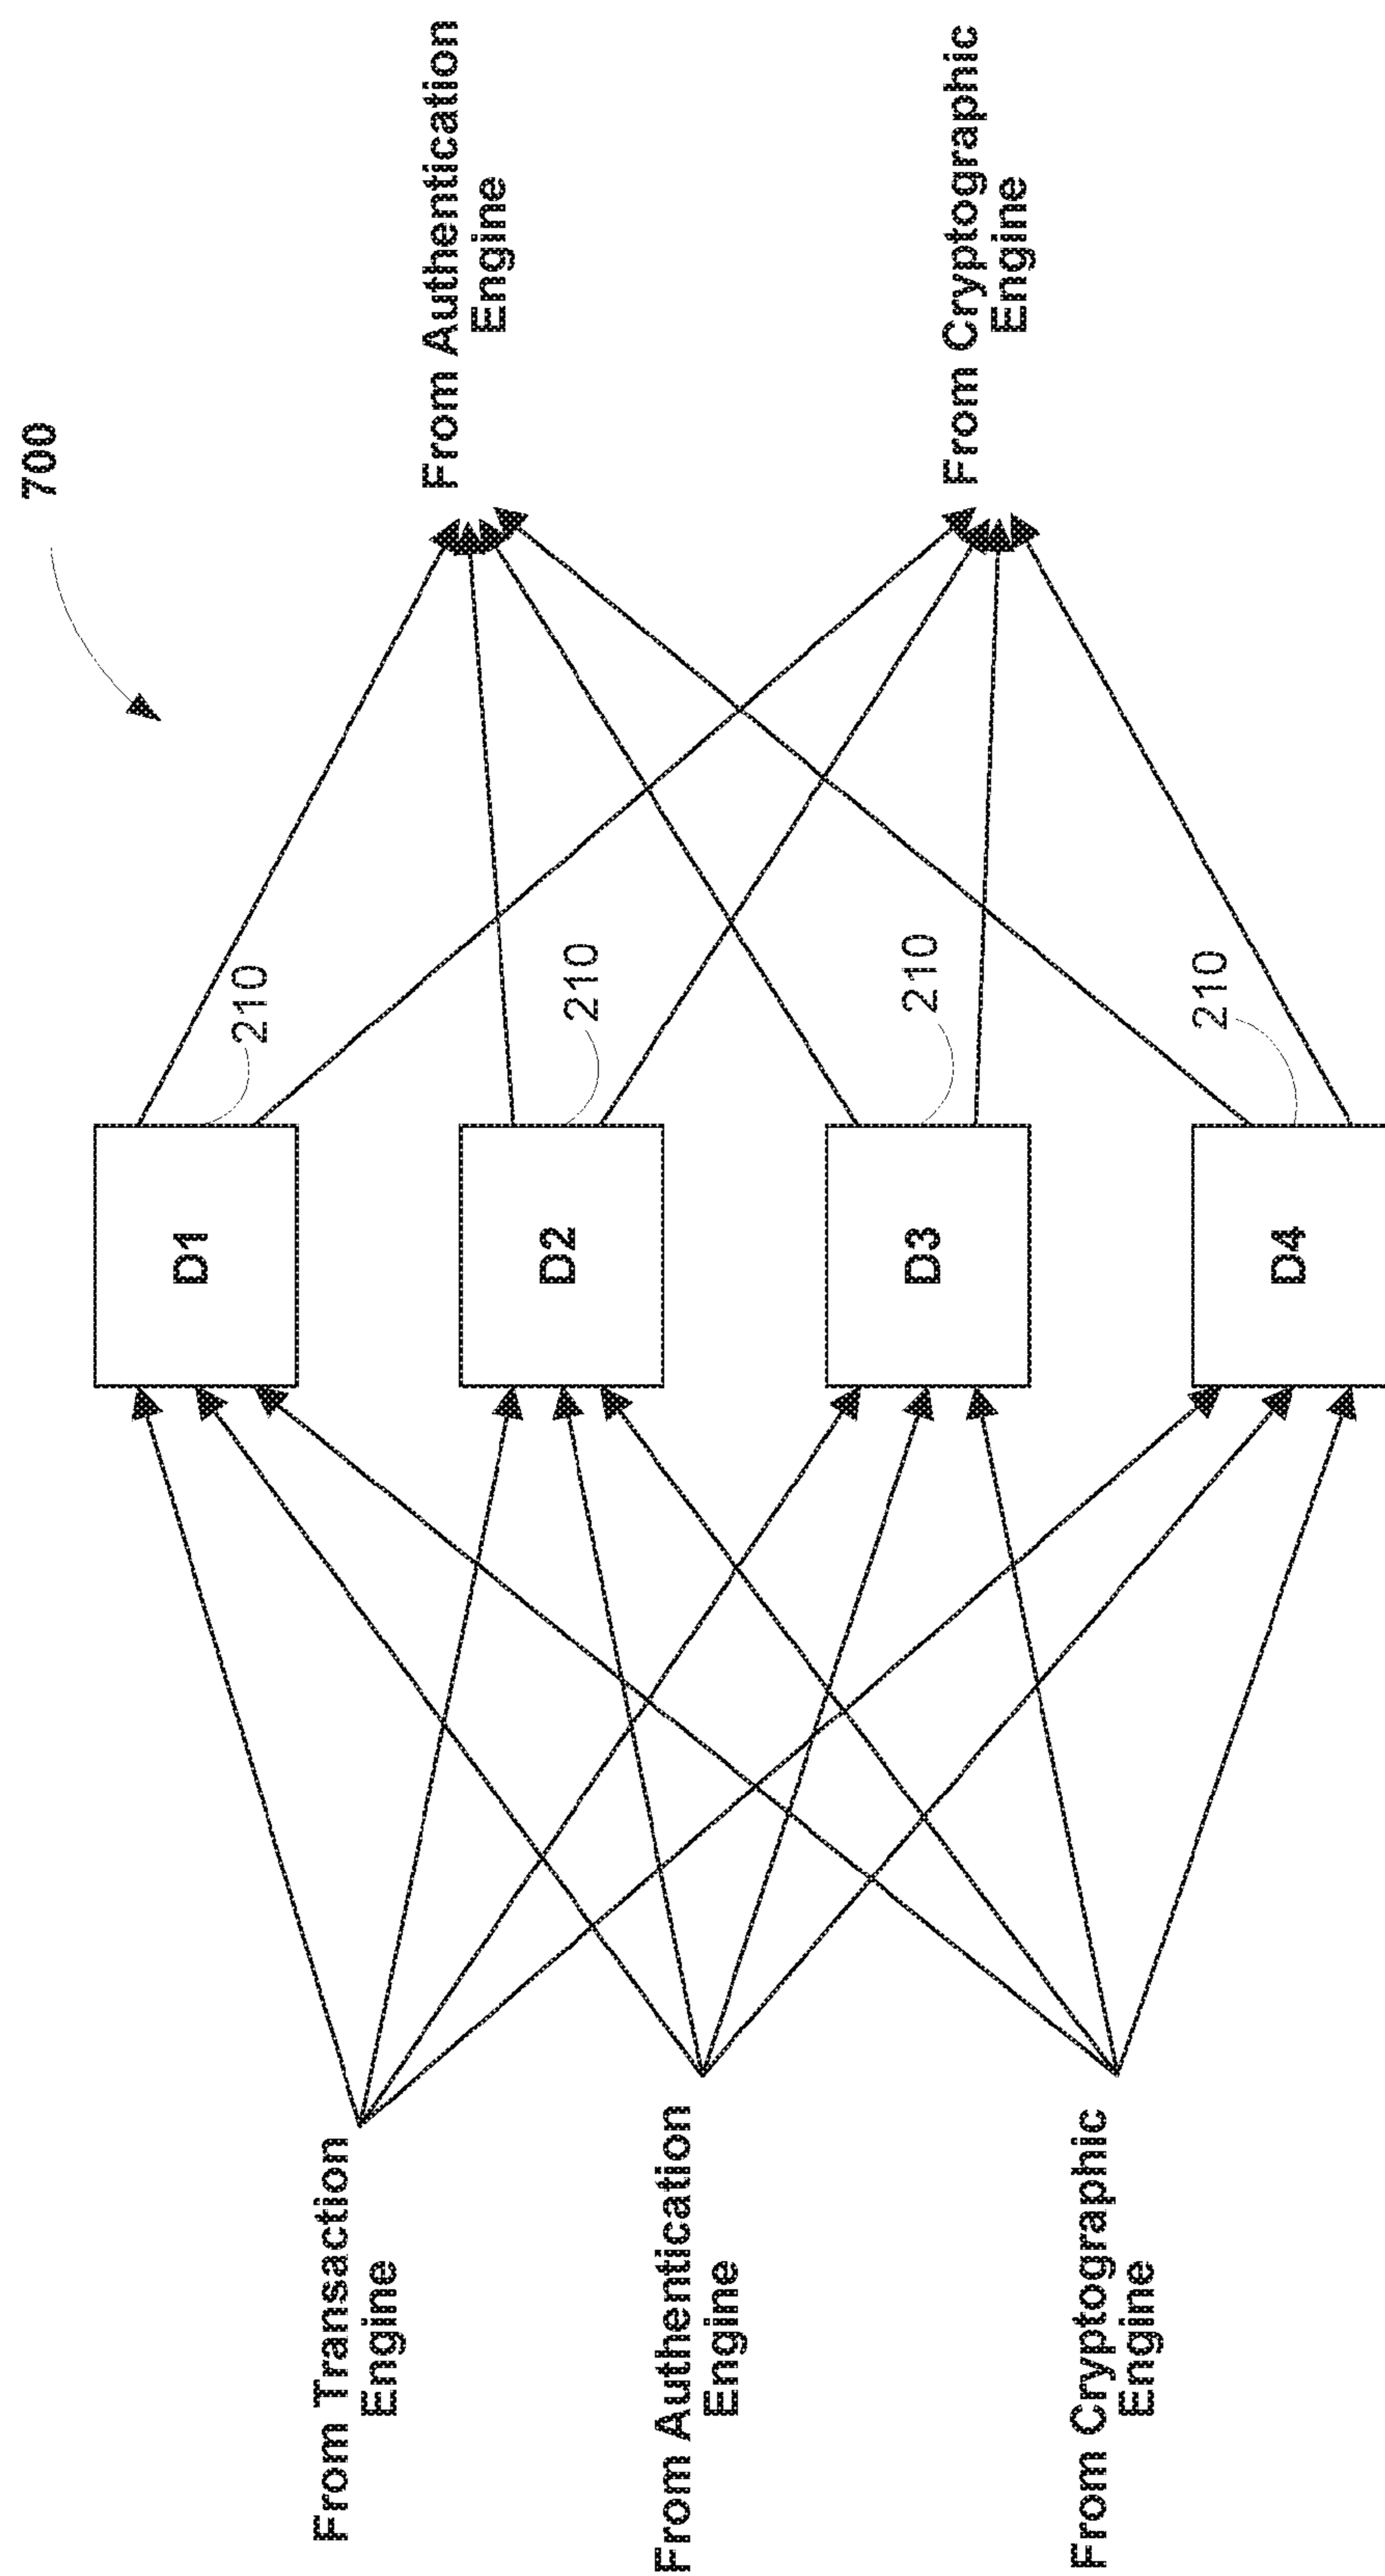 700
From Transaction
Engine
From Authentication
Engine
From Cryptographic
Engine
D1
210
D2
210
D3
210
D4
210
From Authentication
Engine
From Cryptographic
Engine